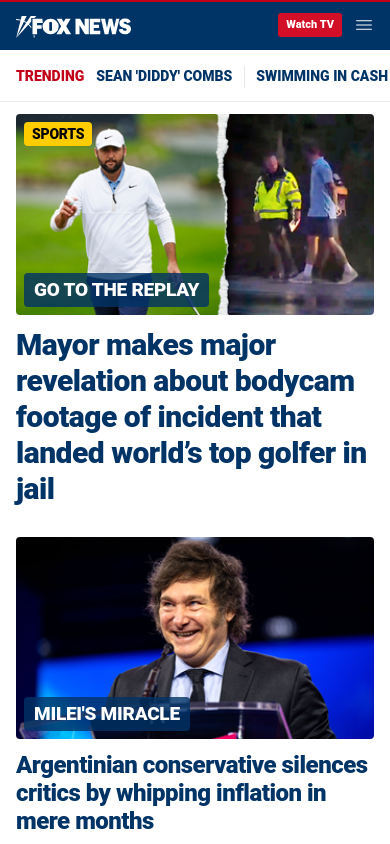 FOX NEWS
Watch TV
TRENDING SEAN 'DIDDY' COMBS SWIMMING IN CASH
SPORTS
GO TO THE REPLAY
Mayor makes major
revelation about bodycam
footage of incident that
landed world’s top golfer in
jail
MILEI'S MIRACLE
Argentinian conservative silences
critics by whipping inflation in
mere months